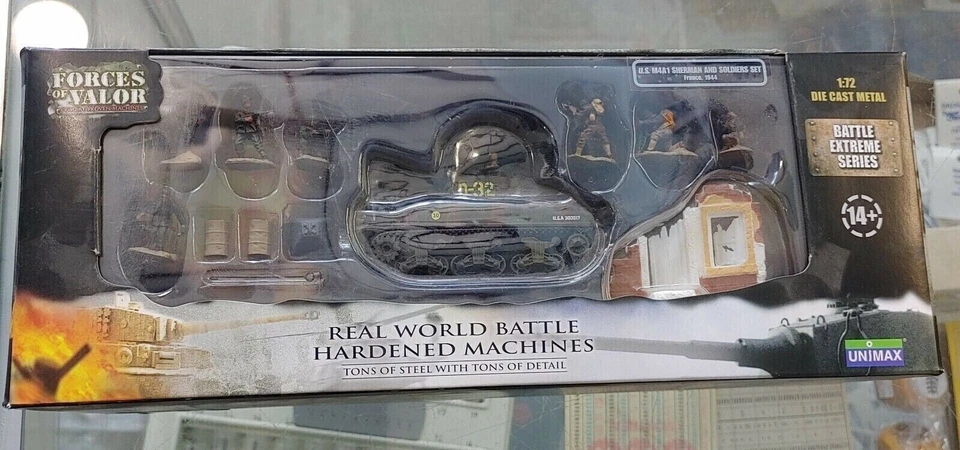 FORCES
OF VALOR
U.S. M4A1 SHERMAN AND SOLDIERS SET
France, 1944
1:72
DIE CAST METAL
BATTLE
EXTREME
SERIES
14+
D-32
U.S.A
REAL WORLD BATTLE
HARDENED MACHINES
TONS OF STEEL WITH TONS OF DETAIL
UNIMAX